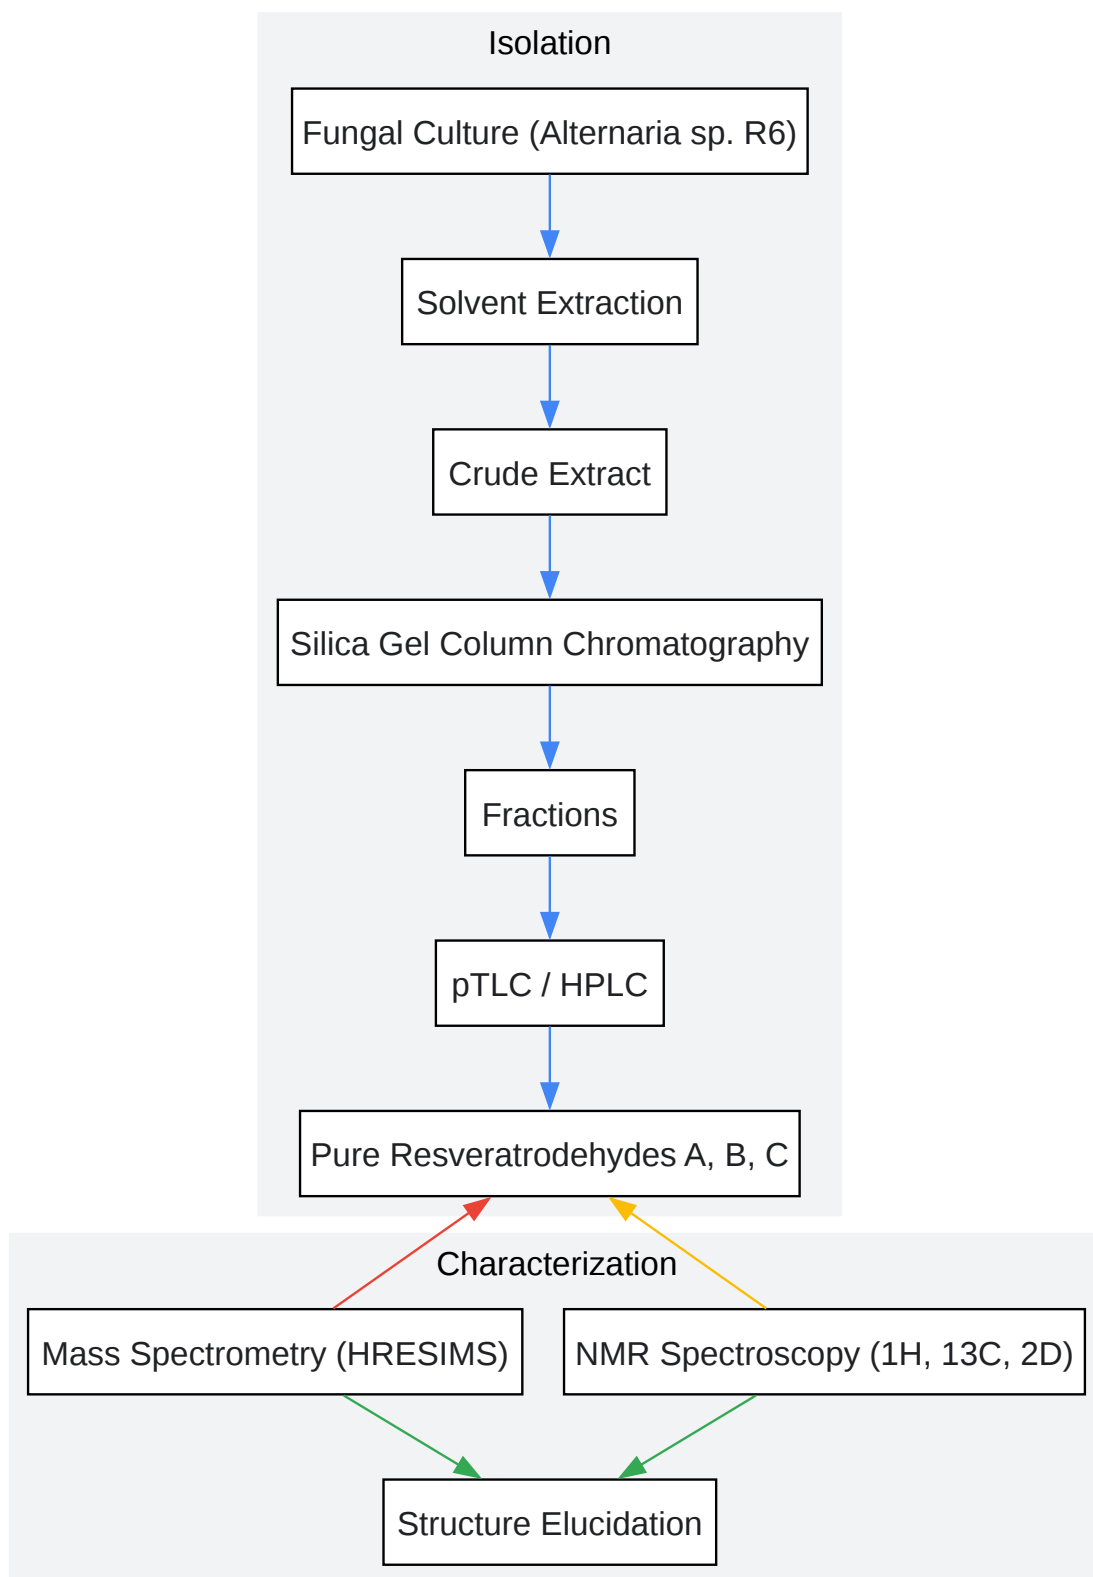 Isolation
Fungal Culture (Alternaria sp. R6)
Solvent Extraction
Crude Extract
Silica Gel Column Chromatography
Fractions
pTLC / HPLC
Pure Resveratrodehydes A, B, C
Characterization
Mass Spectrometry (HRESIMS)
NMR Spectroscopy (1H, 13C, 2D)
Structure Elucidation